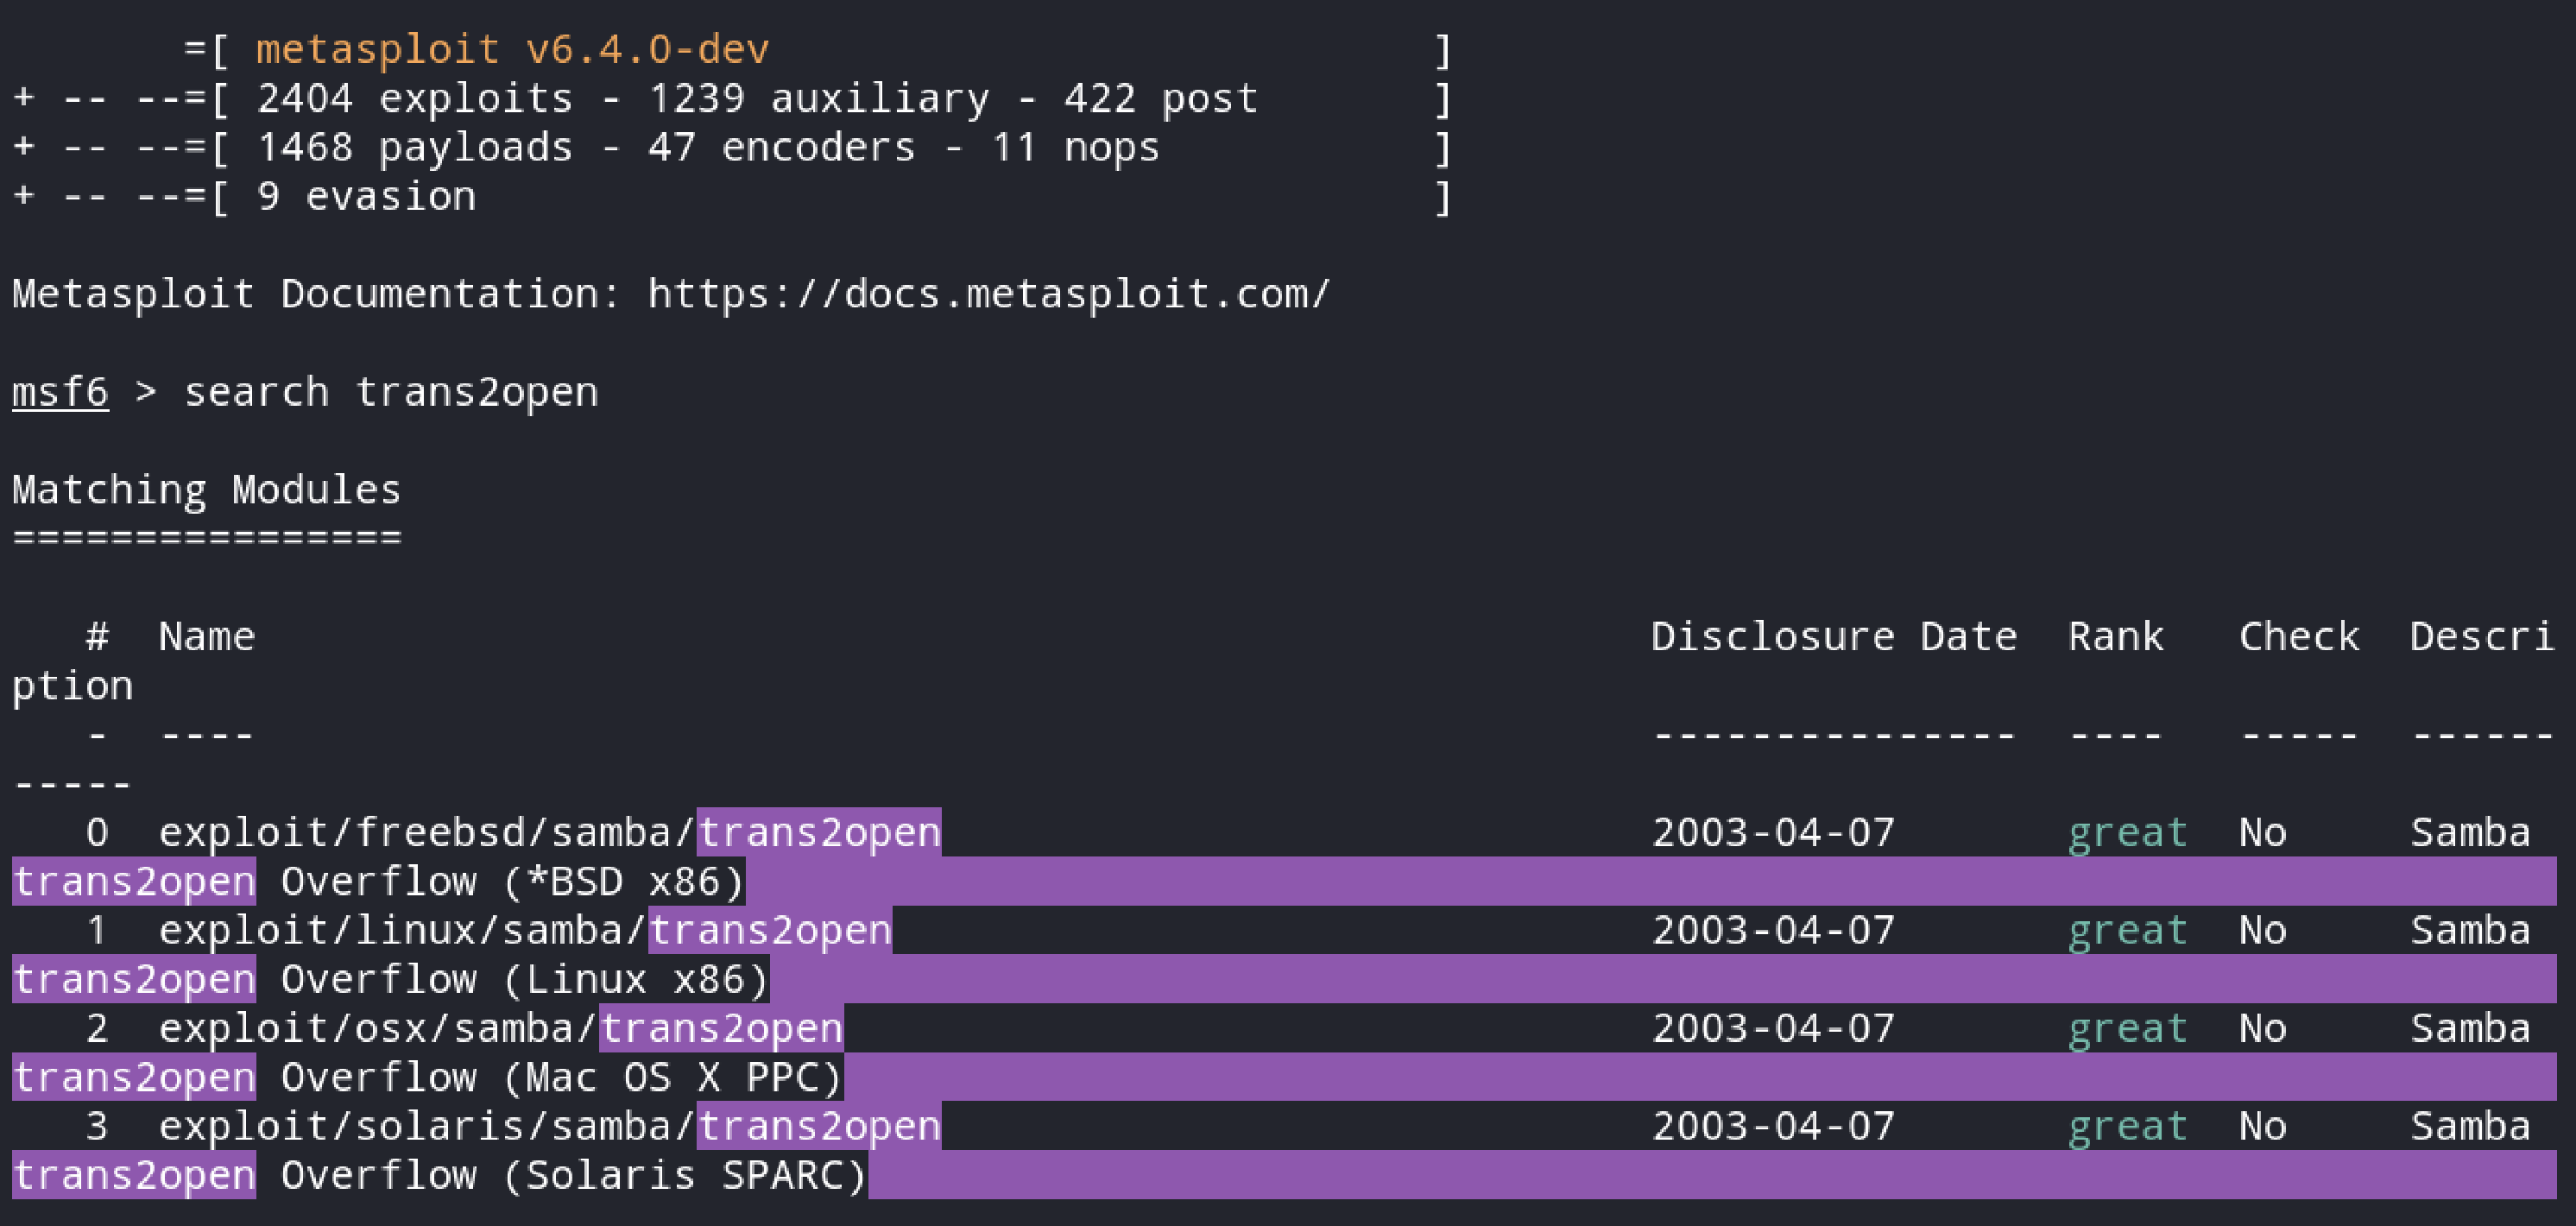 =[ metasploit v6.4.0-dev ]
+ -- --=[ 2404 exploits - 1239 auxiliary - 422 post ]
+ -- --=[ 1468 payloads - 47 encoders - 11 nops ]
+ -- --=[ 9 evasion ]
Metasploit Documentation: https://docs.metasploit.com/
msf6 > search trans2open
Matching Modules
================
# Name Disclosure Date Rank Check Descri
ption
- ---- --------------- ---- ----- ------
-----
0 exploit/freebsd/samba/trans2open 2003-04-07 great No Samba
trans2open Overflow (*BSD x86)
1 exploit/linux/samba/trans2open 2003-04-07 great No Samba
trans2open Overflow (Linux x86)
2 exploit/osx/samba/trans2open 2003-04-07 great No Samba
trans2open Overflow (Mac OS X PPC)
3 exploit/solaris/samba/trans2open 2003-04-07 great No Samba
trans2open Overflow (Solaris SPARC)